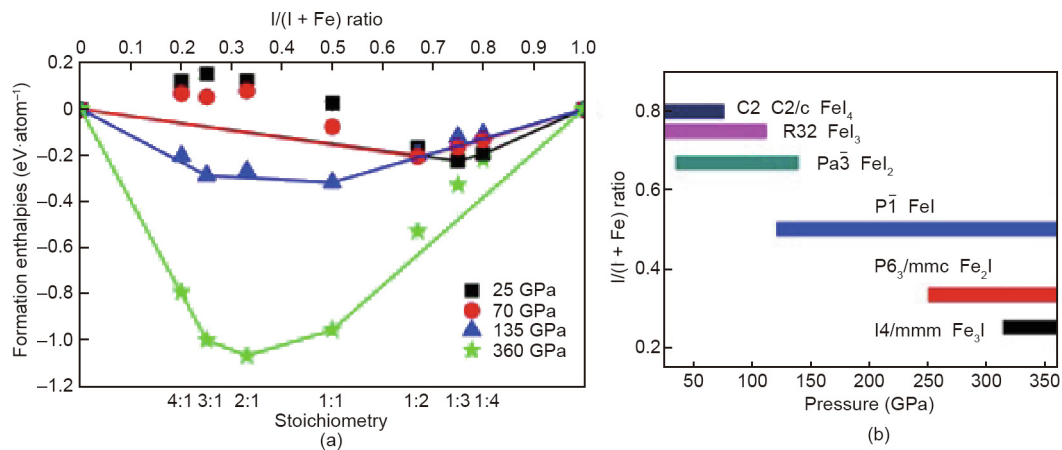 I/(I + Fe) ratio
0 0.2 0.3 0.4 0.5 0.6 0.7 0.8 1.0
0.2
0
−0.2
−0.4
−0.6
−0.8
−1.0
−1.2
Formation enthalpies (eV·atom⁻¹)
25 GPa
70 GPa
135 GPa
360 GPa
4:1 3:1 2:1 1:1 1:2 1:3 1:4
Stoichiometry
(a)
I/(I + Fe) ratio
0.8
0.6
0.4
0.2
C2 C2/c FeI₄
R32 FeI₃
Pa3̄ FeI₂
P1̄ FeI
P6₃/mmc Fe₂I
I4/mmm Fe₃I
50 100 150 200 250 300 350
Pressure (GPa)
(b)